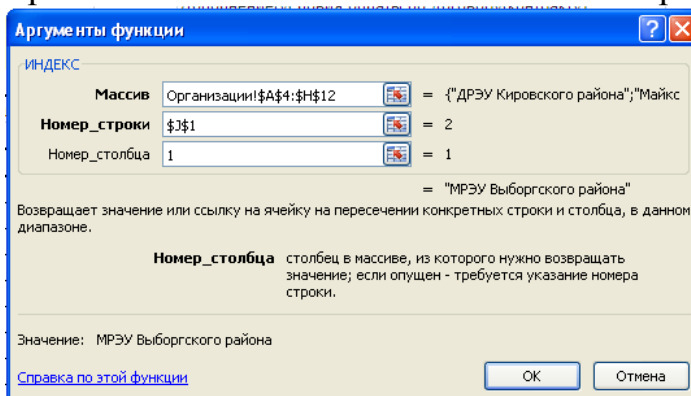 Аргументы функции
ИНДЕКС
Массив Организации!$A$4:$H$12 = {"ДРЭУ Кировского района";"Майкс
Номер_строки $J$1 = 2
Номер_столбца 1 = 1
= "МРЭУ Выборгского района"
Возвращает значение или ссылку на ячейку на пересечении конкретных строки и столбца, в данном
диапазоне.
Номер_столбца столбец в массиве, из которого нужно возвращать
значение; если опущен - требуется указание номера
строки.
Значение: МРЭУ Выборгского района
Справка по этой функции
ОК Отмена